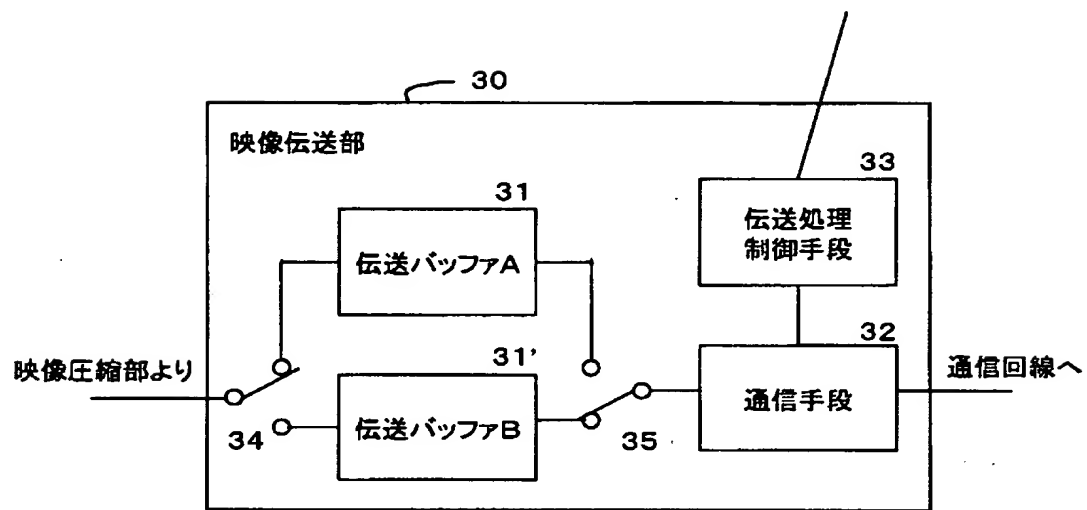 30
映像伝送部
31
伝送バッファA
33
伝送処理
制御手段
映像圧縮部より
34
31'
伝送バッファB
35
32
通信手段
通信回線へ